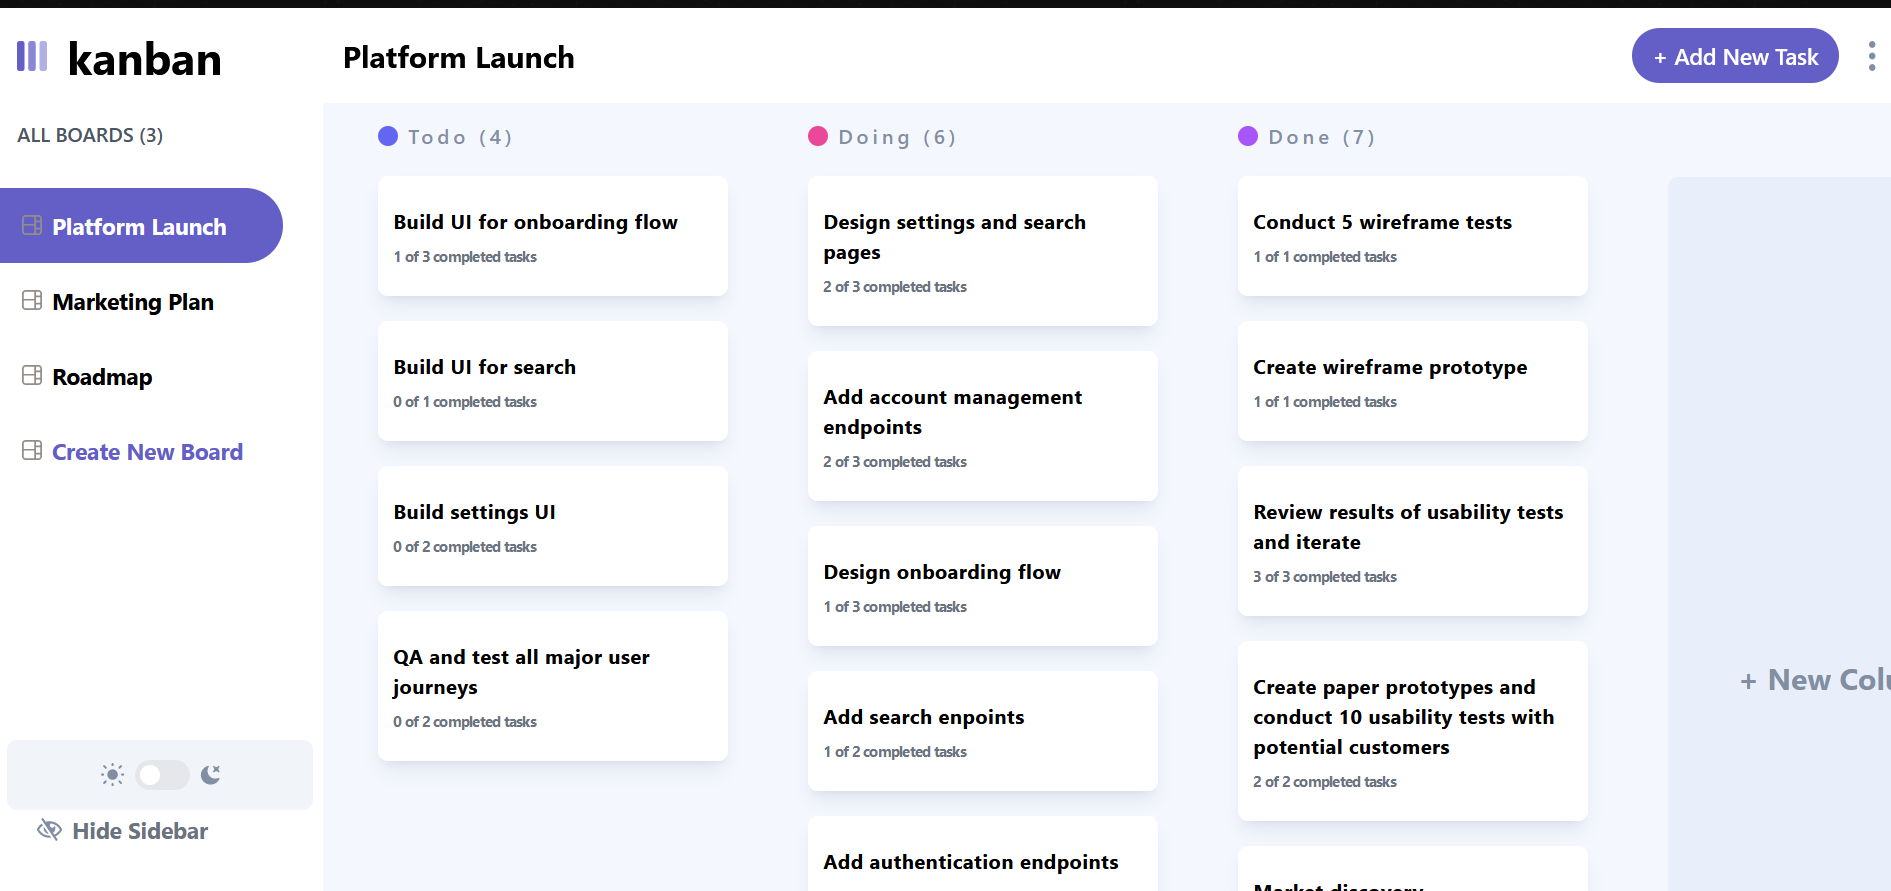 kanban
Platform Launch
+ Add New Task
ALL BOARDS (3)
Platform Launch
Marketing Plan
Roadmap
Create New Board
Hide Sidebar
Todo (4)
Build UI for onboarding flow
1 of 3 completed tasks
Build UI for search
0 of 1 completed tasks
Build settings UI
0 of 2 completed tasks
QA and test all major user
journeys
0 of 2 completed tasks
Doing (6)
Design settings and search
pages
2 of 3 completed tasks
Add account management
endpoints
2 of 3 completed tasks
Design onboarding flow
1 of 3 completed tasks
Add search enpoints
1 of 2 completed tasks
Add authentication endpoints
Done (7)
Conduct 5 wireframe tests
1 of 1 completed tasks
Create wireframe prototype
1 of 1 completed tasks
Review results of usability tests
and iterate
3 of 3 completed tasks
Create paper prototypes and
conduct 10 usability tests with
potential customers
2 of 2 completed tasks
Market discovery
+ New Colu